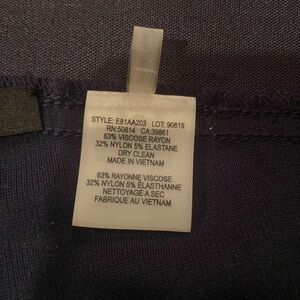 STYLE: E81AA203 LOT: 90819
RN:50814 CA:39861
63% VISCOSE RAYON
32% NYLON 5% ELASTANE
DRY CLEAN
MADE IN VIETNAM
63% RAYONNE VISCOSE
32% NYLON 5% ÉLASTHANNE
NETTOYAGE A SEC
FABRIQUE AU VIETNAM